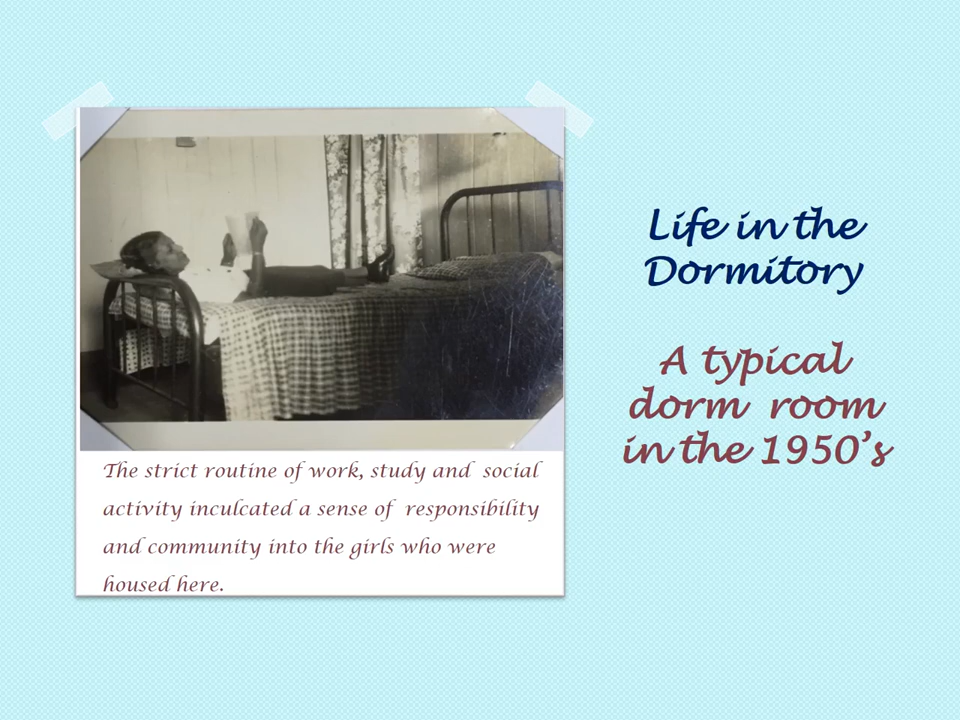 Life in the
Dormitory
A typical
dorm room
in the 1950's
The strict routine of work, study and social
activity inculcated a sense of responsibility
and community into the girls who were
housed here.